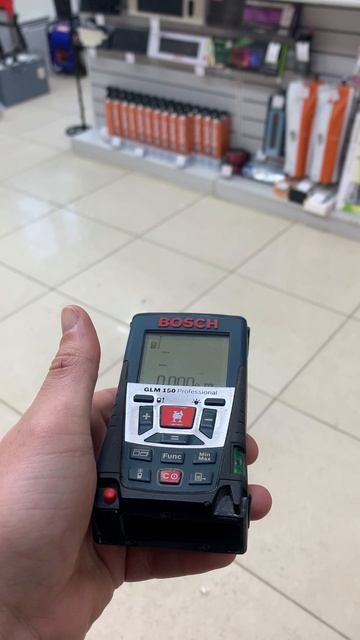 BOSCH
0.000
GLM 150 Professional
+
−
=
Func
Min
Max
C